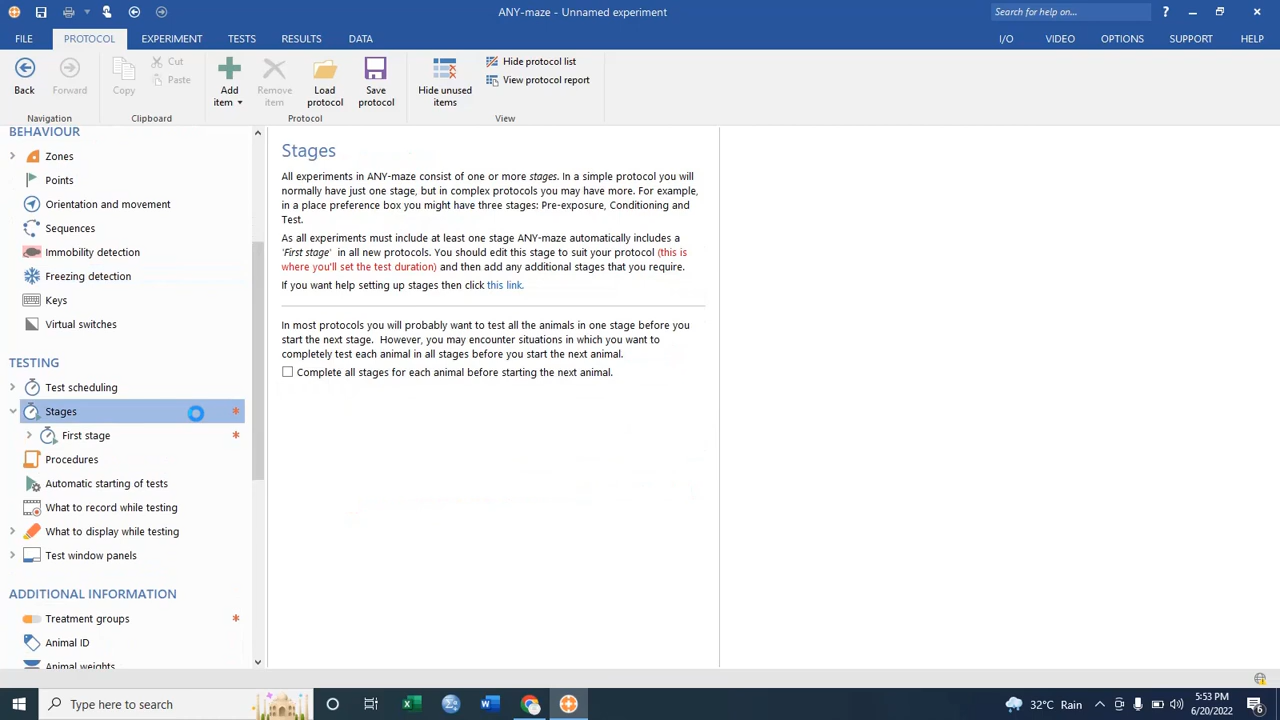 ANY-maze - Unnamed experiment
Search for help on...
?
FILE
PROTOCOL
EXPERIMENT
TESTS
RESULTS
DATA
I/O
VIDEO
OPTIONS
SUPPORT
HELP
Back
Forward
Copy
Cut
Paste
Add
item
Remove
item
Load
protocol
Save
protocol
Hide unused
items
Hide protocol list
View protocol report
Navigation
Clipboard
Protocol
View
BEHAVIOUR
Zones
Points
Orientation and movement
Sequences
Immobility detection
Freezing detection
Keys
Virtual switches
TESTING
Test scheduling
Stages *
First stage *
Procedures
Automatic starting of tests
What to record while testing
What to display while testing
Test window panels
ADDITIONAL INFORMATION
Treatment groups *
Animal ID
Animal weights
Stages
All experiments in ANY-maze consist of one or more stages. In a simple protocol you will
normally have just one stage, but in complex protocols you may have more. For example,
in a place preference box you might have three stages: Pre-exposure, Conditioning and
Test.
As all experiments must include at least one stage ANY-maze automatically includes a
'First stage' in all new protocols. You should edit this stage to suit your protocol (this is
where you'll set the test duration) and then add any additional stages that you require.
If you want help setting up stages then click this link.
In most protocols you will probably want to test all the animals in one stage before you
start the next stage. However, you may encounter situations in which you want to
completely test each animal in all stages before you start the next animal.
Complete all stages for each animal before starting the next animal.
Type here to search
32°C Rain
5:53 PM
6/20/2022
6